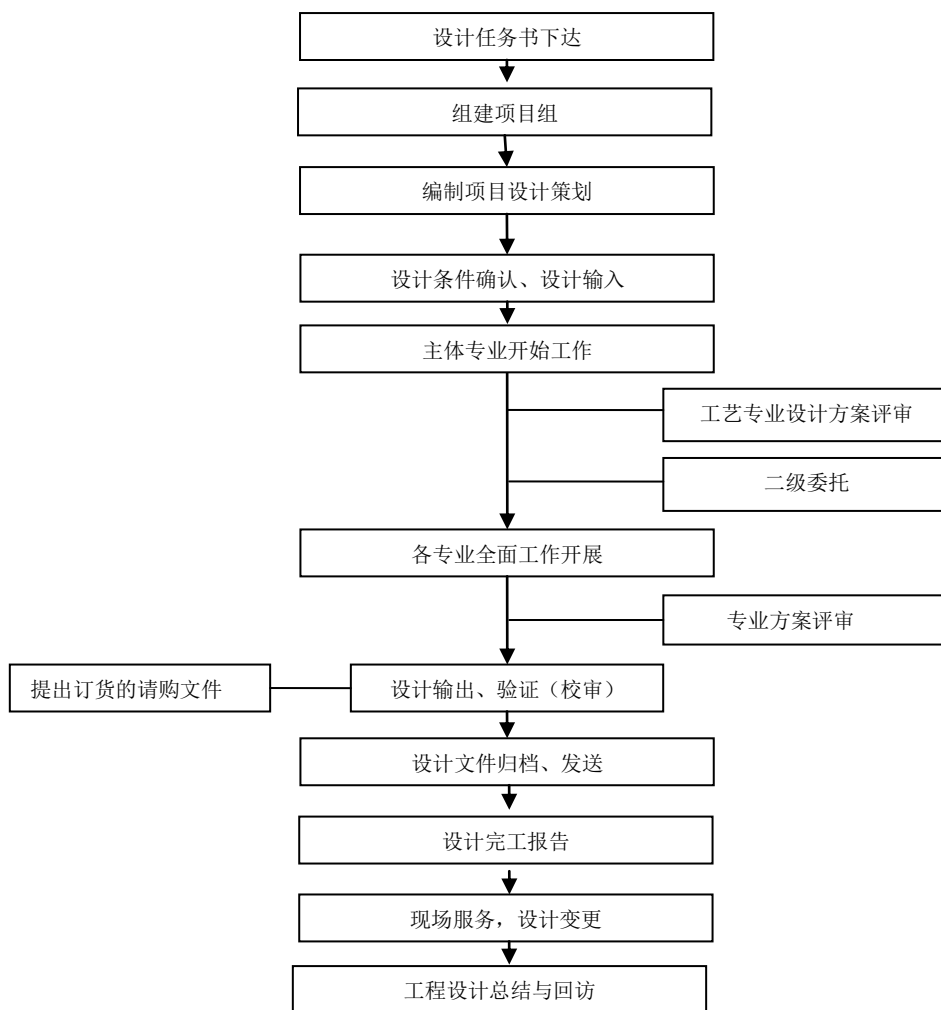 设计任务书下达
组建项目组
编制项目设计策划
设计条件确认、设计输入
主体专业开始工作
工艺专业设计方案评审
二级委托
各专业全面工作开展
专业方案评审
提出订货的请购文件
设计输出、验证（校审）
设计文件归档、发送
设计完工报告
现场服务，设计变更
工程设计总结与回访